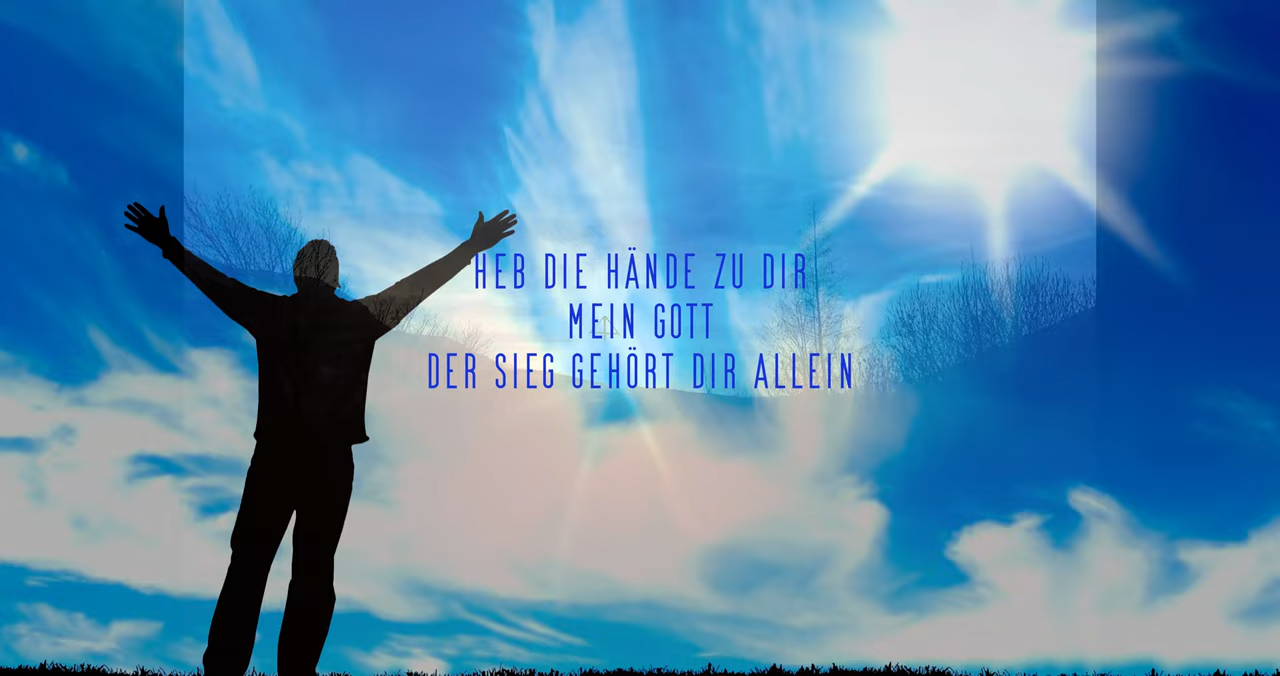 HEB DIE HÄNDE ZU DIR
MEIN GOTT
DER SIEG GEHÖRT DIR ALLEIN